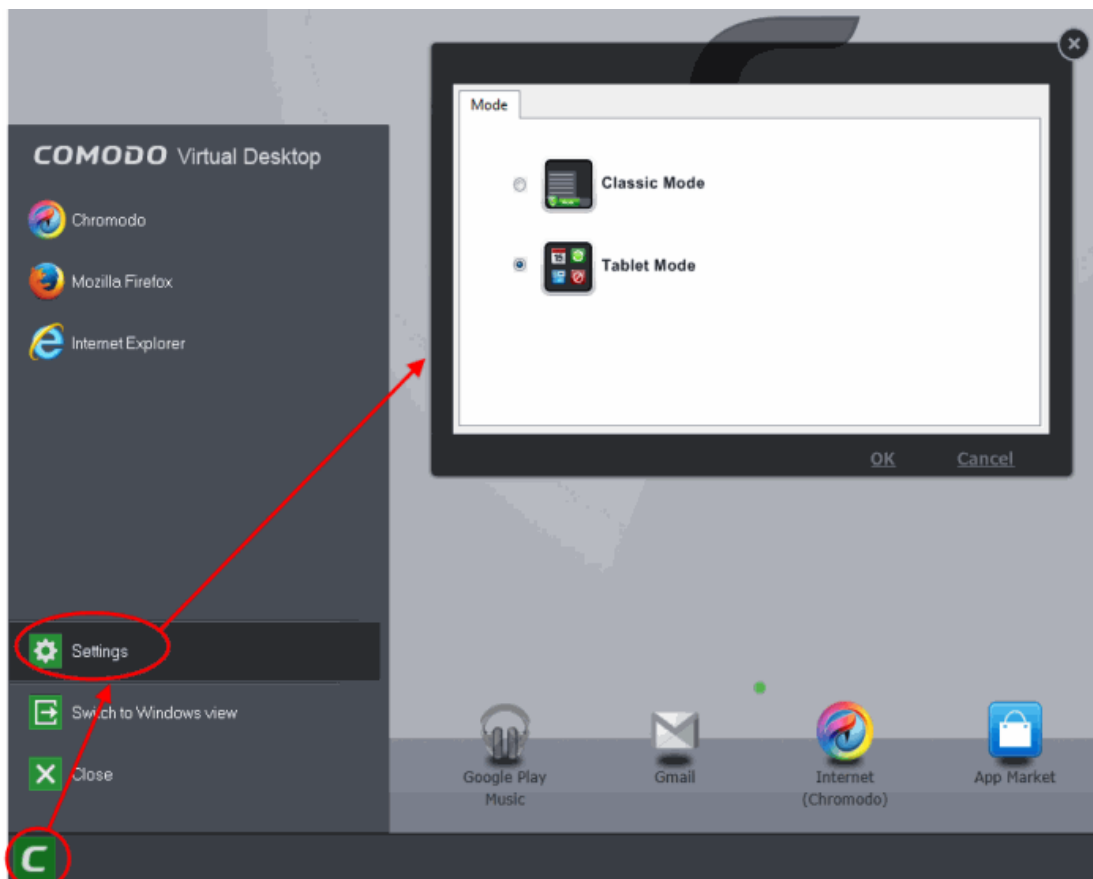 COMODO Virtual Desktop
Chromodo
Mozilla Firefox
Internet Explorer
Settings
Switch to Windows view
Close
C
Mode
Classic Mode
15
Tablet Mode
OK
Cancel
Google Play
Music
Gmail
Internet
(Chromodo)
App Market